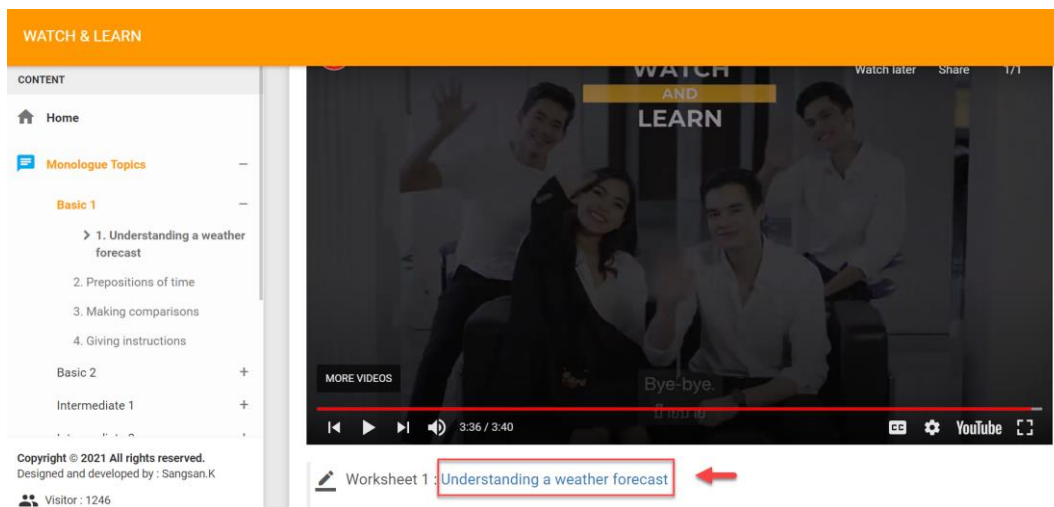 WATCH & LEARN
CONTENT
Home
Monologue Topics
Basic 1
1. Understanding a weather
forecast
2. Prepositions of time
3. Making comparisons
4. Giving instructions
Basic 2
Intermediate 1
Copyright © 2021 All rights reserved.
Designed and developed by : Sangsan.K
Visitor : 1246
WATCH
AND
LEARN
Watch later
Share
1/1
MORE VIDEOS
Bye-bye.
3:36 / 3:40
CC
YouTube
Worksheet 1 : Understanding a weather forecast